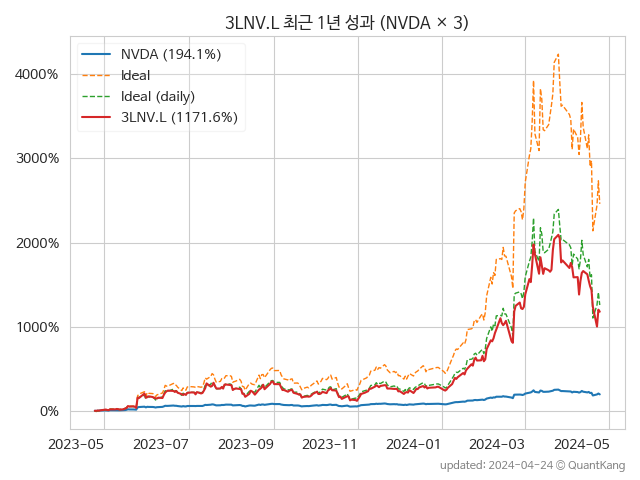 3LNV.L 최근 1년 성과 (NVDA × 3)
NVDA (194.1%)
Ideal
Ideal (daily)
3LNV.L (1171.6%)
4000%
3000%
2000%
1000%
0%
2023-05 2023-07 2023-09 2023-11 2024-01 2024-03 2024-05
updated: 2024-04-24 © QuantKang